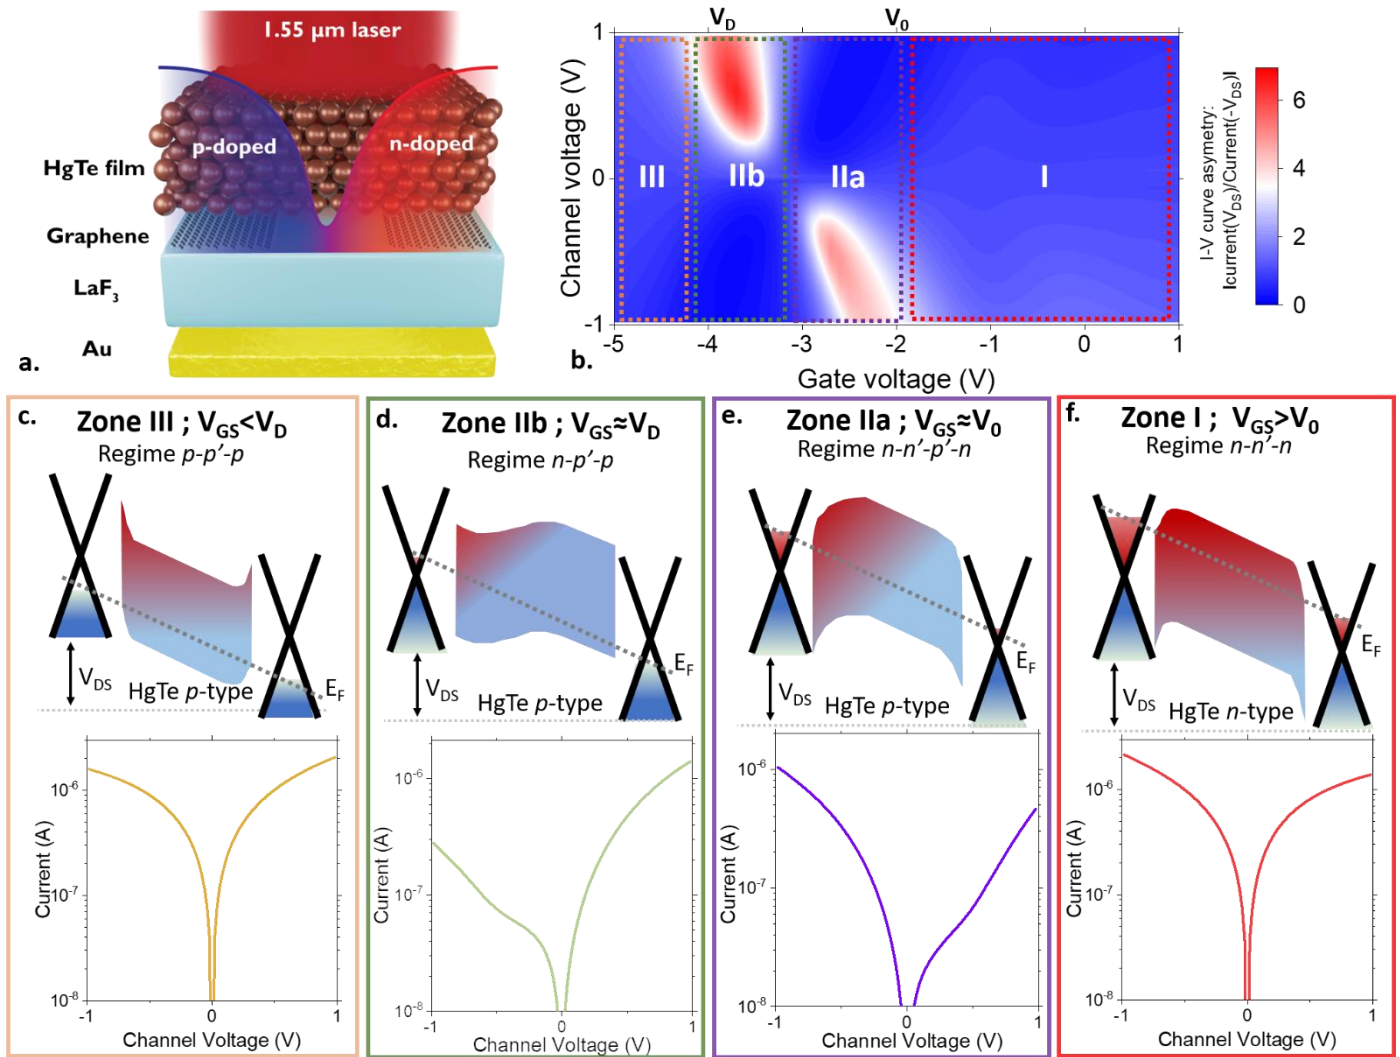 1.55 µm laser
p-doped
n-doped
HgTe film
Graphene
LaF3
Au
a.
VD
V0
1
0
-1
Channel voltage (V)
III
IIb
IIa
I
-5
-4
-3
-2
-1
0
1
Gate voltage (V)
b.
6
4
2
0
I-V curve asymetry:
Icurrent(VDS)/Current(-VDS)I
c.
Zone III ; VGS<VD
Regime p-p'-p
VDS
HgTe p-type
EF
10-6
10-7
10-8
Current (A)
-1
0
1
Channel Voltage (V)
d.
Zone IIb ; VGS≈VD
Regime n-p'-p
VDS
HgTe p-type
EF
10-6
10-7
10-8
Current (A)
-1
0
1
Channel Voltage (V)
e.
Zone IIa ; VGS≈V0
Regime n-n'-p'-n
VDS
HgTe p-type
EF
10-6
10-7
10-8
Current (A)
-1
0
1
Channel Voltage (V)
f.
Zone I ; VGS>V0
Regime n-n'-n
VDS
HgTe n-type
EF
10-6
10-7
10-8
Current (A)
-1
0
1
Channel Voltage (V)